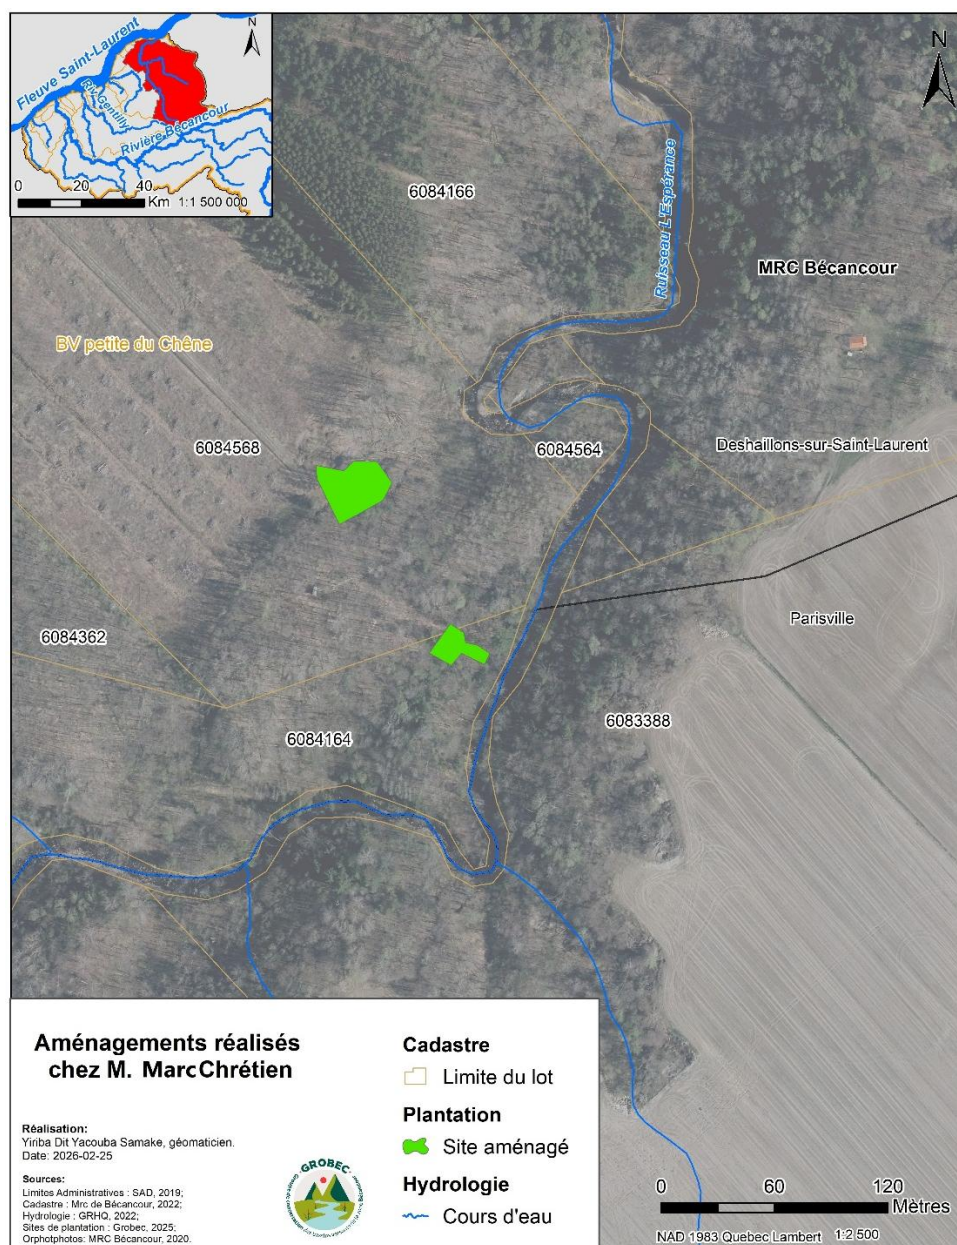 N
Fleuve Saint-Laurent
Riv. Gentilly
Rivière Bécancour
0 20 40
Km 1:1 500 000
N
6084166
Ruisseau L'Espérance
MRC Bécancour
BV petite du Chêne
6084568
6084564
Deshaillons-sur-Saint-Laurent
Parisville
6084362
6084164
6083388
Aménagements réalisés
chez M. Marc Chrétien
Réalisation:
Yiriba Dit Yacouba Samake, géomaticien.
Date: 2026-02-25
Sources:
Limites Administratives : SAD, 2019;
Cadastre : Mrc de Bécancour, 2022;
Hydrologie : GRHQ, 2022;
Sites de plantation : Grobec, 2025;
Orphotphotos: MRC Bécancour, 2020.
GROBEC
Cadastre
Limite du lot
Plantation
Site aménagé
Hydrologie
Cours d'eau
0 60 120
Mètres
NAD 1983 Quebec Lambert 1:2 500